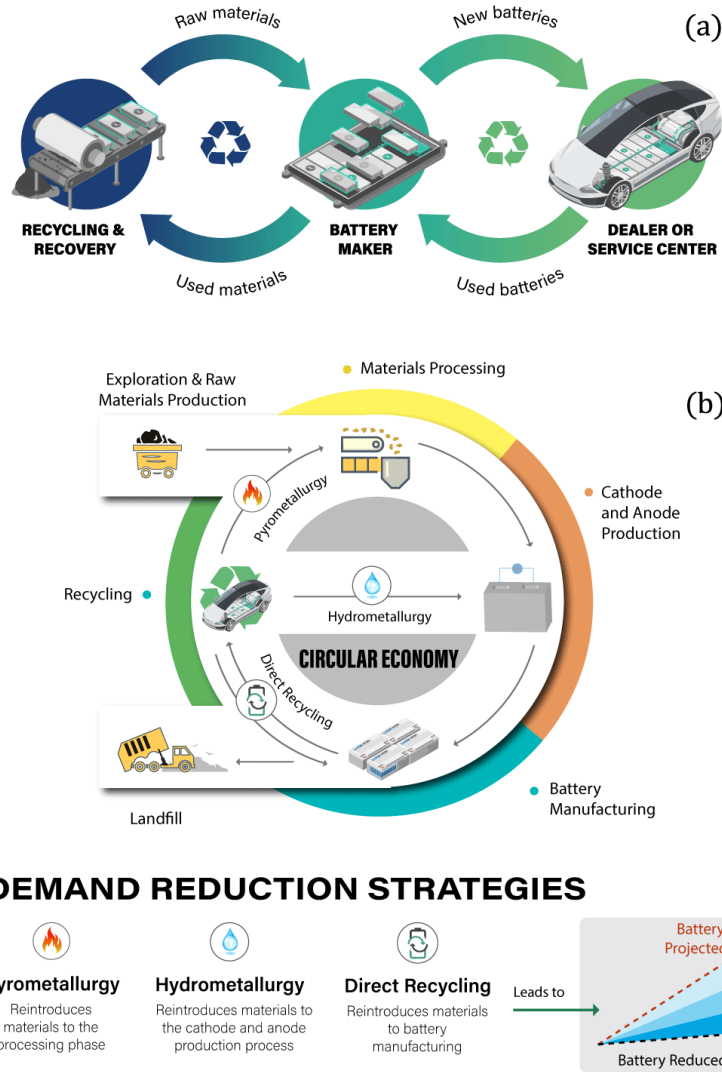 Raw materials
New batteries
(a)
RECYCLING &
RECOVERY
BATTERY
MAKER
DEALER OR
SERVICE CENTER
Used materials
Used batteries
Materials Processing
Exploration & Raw
Materials Production
(b)
Pyrometallurgy
Cathode
and Anode
Production
Recycling
Hydrometallurgy
CIRCULAR ECONOMY
Direct Recycling
Battery
Manufacturing
Landfill
DEMAND REDUCTION STRATEGIES
Battery
Projected
yrometallurgy
Hydrometallurgy
Direct Recycling
Leads to
Reintroduces
materials to the
processing phase
Reintroduces materials to
the cathode and anode
production process
Reintroduces materials
to battery
manufacturing
Battery Reduced